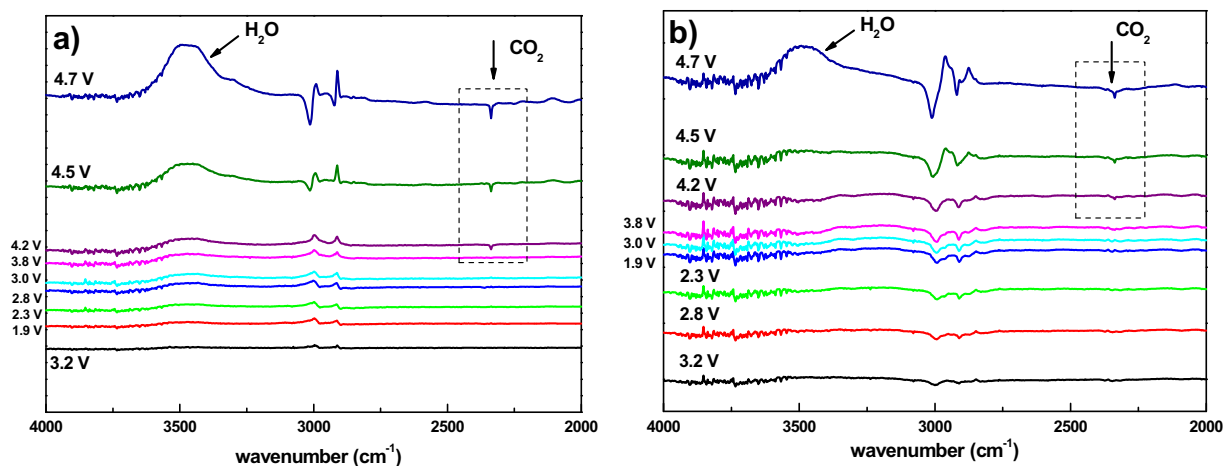 a)
H₂O
CO₂
4.7 V
4.5 V
4.2 V
3.8 V
3.0 V
2.8 V
2.3 V
1.9 V
3.2 V
4000 3500 3000 2500 2000
wavenumber (cm⁻¹)
b)
H₂O
CO₂
4.7 V
4.5 V
4.2 V
3.8 V
3.0 V
1.9 V
2.3 V
2.8 V
3.2 V
4000 3500 3000 2500 2000
wavenumber (cm⁻¹)